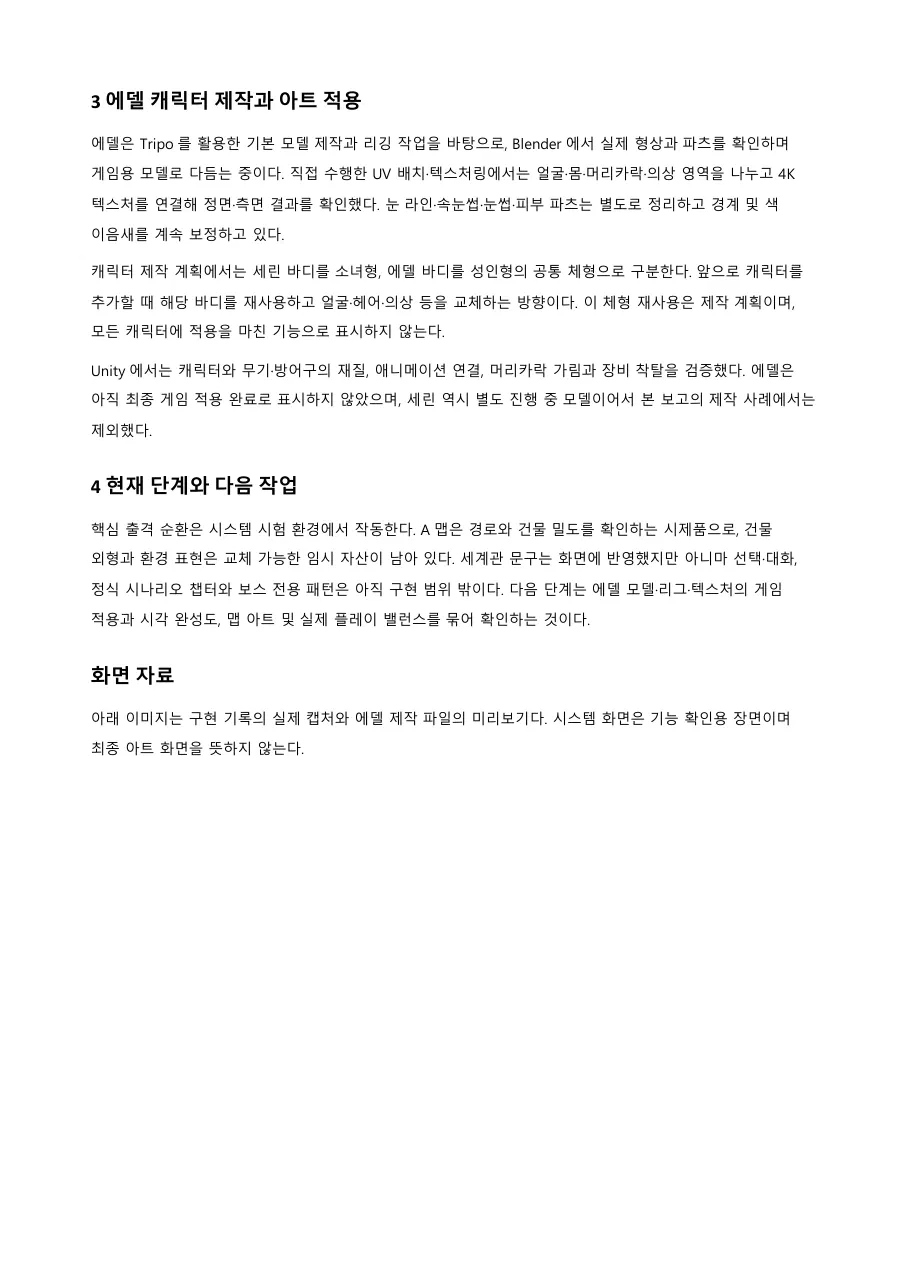 3 에델 캐릭터 제작과 아트 적용
에델은 Tripo 를 활용한 기본 모델 제작과 리깅 작업을 바탕으로, Blender 에서 실제 형상과 파츠를 확인하며
게임용 모델로 다듬는 중이다. 직접 수행한 UV 배치·텍스처링에서는 얼굴·몸·머리카락·의상 영역을 나누고 4K
텍스처를 연결해 정면·측면 결과를 확인했다. 눈 라인·속눈썹·눈썹·피부 파츠는 별도로 정리하고 경계 및 색
이음새를 계속 보정하고 있다.
캐릭터 제작 계획에서는 세린 바디를 소녀형, 에델 바디를 성인형의 공통 체형으로 구분한다. 앞으로 캐릭터를
추가할 때 해당 바디를 재사용하고 얼굴·헤어·의상 등을 교체하는 방향이다. 이 체형 재사용은 제작 계획이며,
모든 캐릭터에 적용을 마친 기능으로 표시하지 않는다.
Unity 에서는 캐릭터와 무기·방어구의 재질, 애니메이션 연결, 머리카락 가림과 장비 착탈을 검증했다. 에델은
아직 최종 게임 적용 완료로 표시하지 않았으며, 세린 역시 별도 진행 중 모델이어서 본 보고의 제작 사례에서는
제외했다.
4 현재 단계와 다음 작업
핵심 출격 순환은 시스템 시험 환경에서 작동한다. A 맵은 경로와 건물 밀도를 확인하는 시제품으로, 건물
외형과 환경 표현은 교체 가능한 임시 자산이 남아 있다. 세계관 문구는 화면에 반영했지만 아니마 선택·대화,
정식 시나리오 챕터와 보스 전용 패턴은 아직 구현 범위 밖이다. 다음 단계는 에델 모델·리그·텍스처의 게임
적용과 시각 완성도, 맵 아트 및 실제 플레이 밸런스를 묶어 확인하는 것이다.
화면 자료
아래 이미지는 구현 기록의 실제 캡처와 에델 제작 파일의 미리보기다. 시스템 화면은 기능 확인용 장면이며
최종 아트 화면을 뜻하지 않는다.